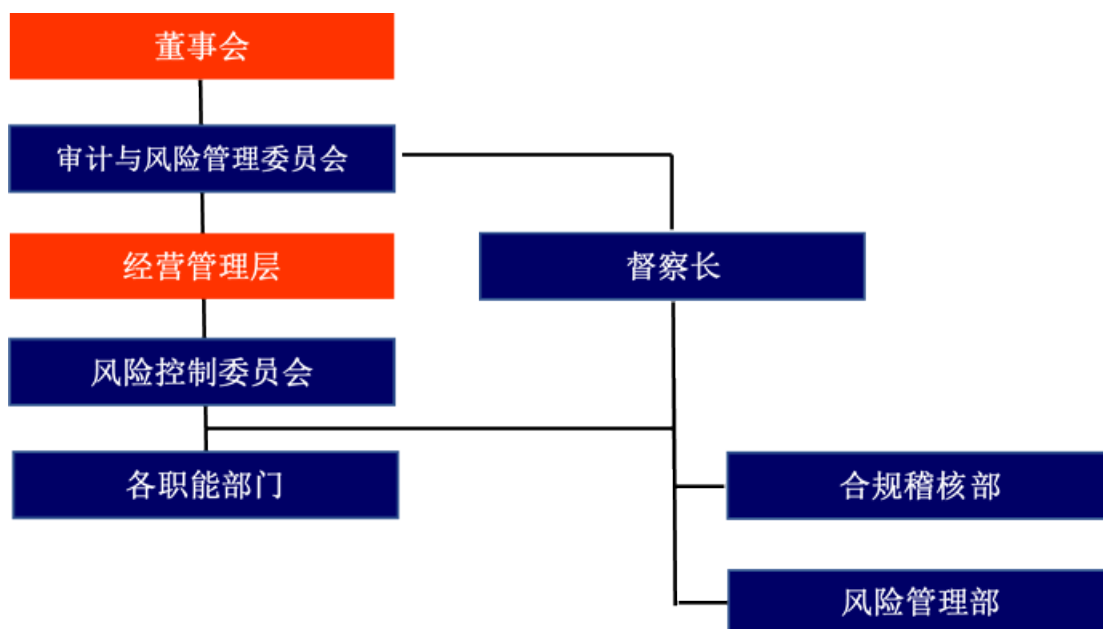 董事会
审计与风险管理委员会
经营管理层
督察长
风险控制委员会
各职能部门
合规稽核部
风险管理部